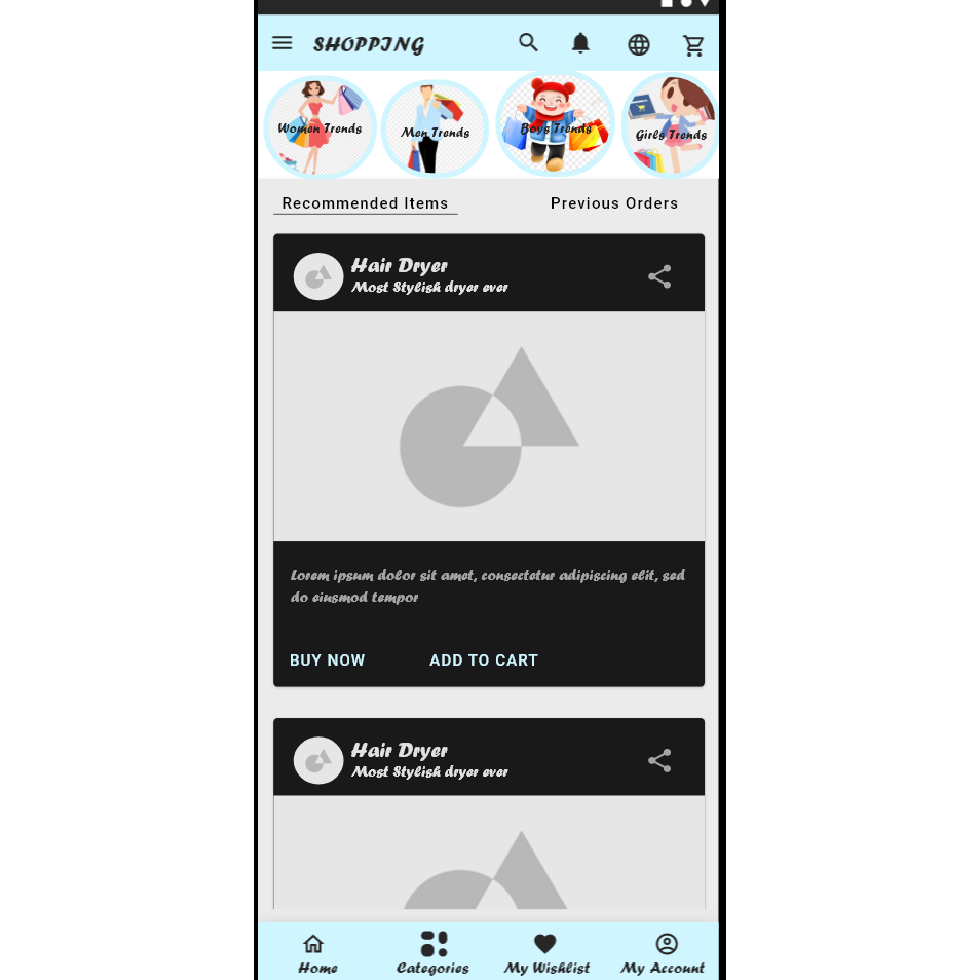 SHOPPING
Women Trends
Men Trends
Boys Trends
Girls Trends
Recommended Items
Previous Orders
Hair Dryer
Most Stylish dryer ever
Lorem ipsum dolor sit amet, consectetur adipiscing elit, sed
do eiusmod tempor
BUY NOW
ADD TO CART
Hair Dryer
Most Stylish dryer ever
Home
Categories
My Wishlist
My Account